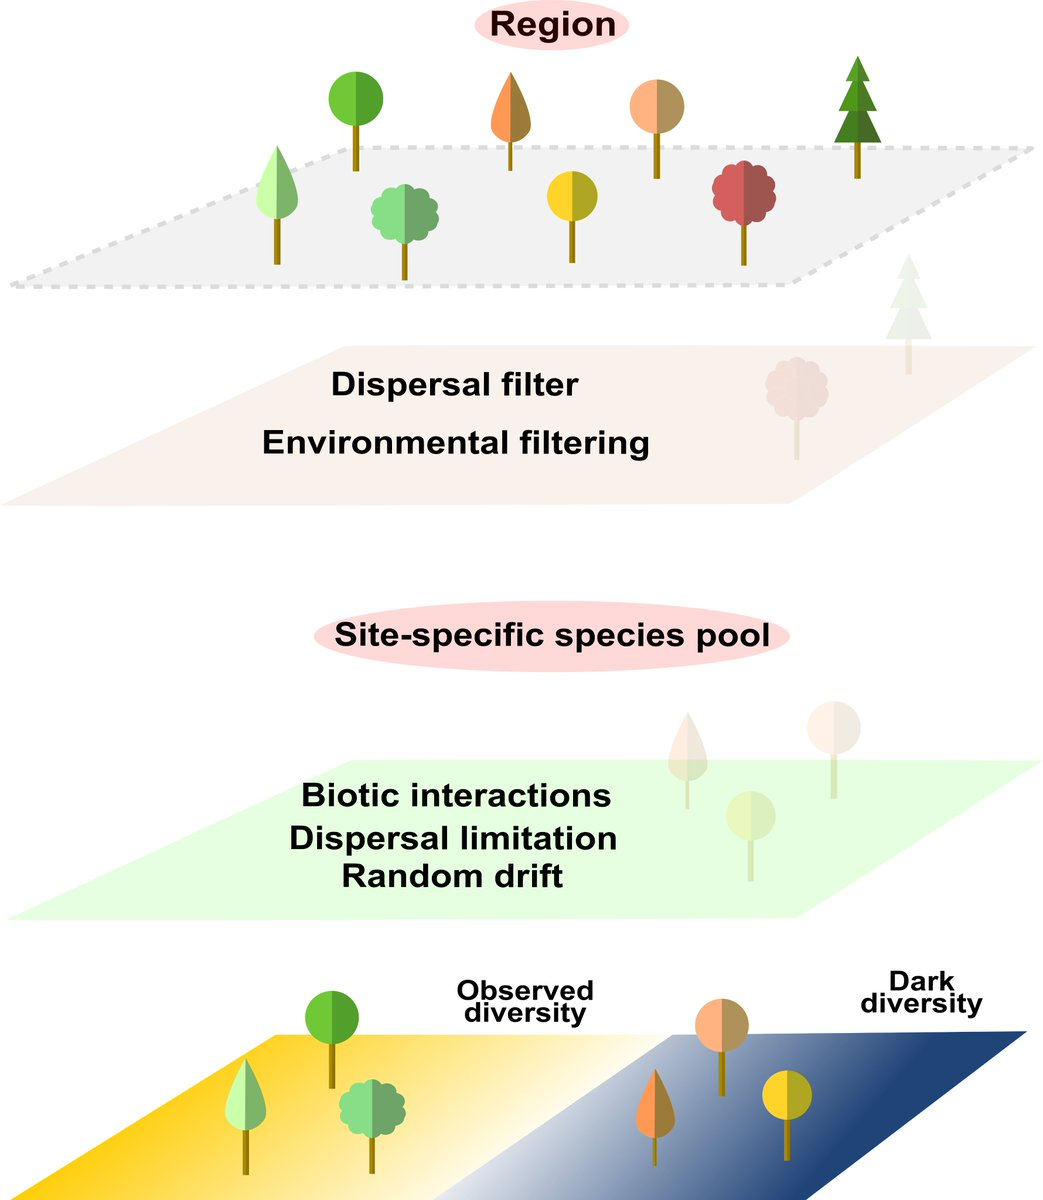 Region
Dispersal filter
Environmental filtering
Site-specific species pool
Biotic interactions
Dispersal limitation
Random drift
Observed
diversity
Dark
diversity